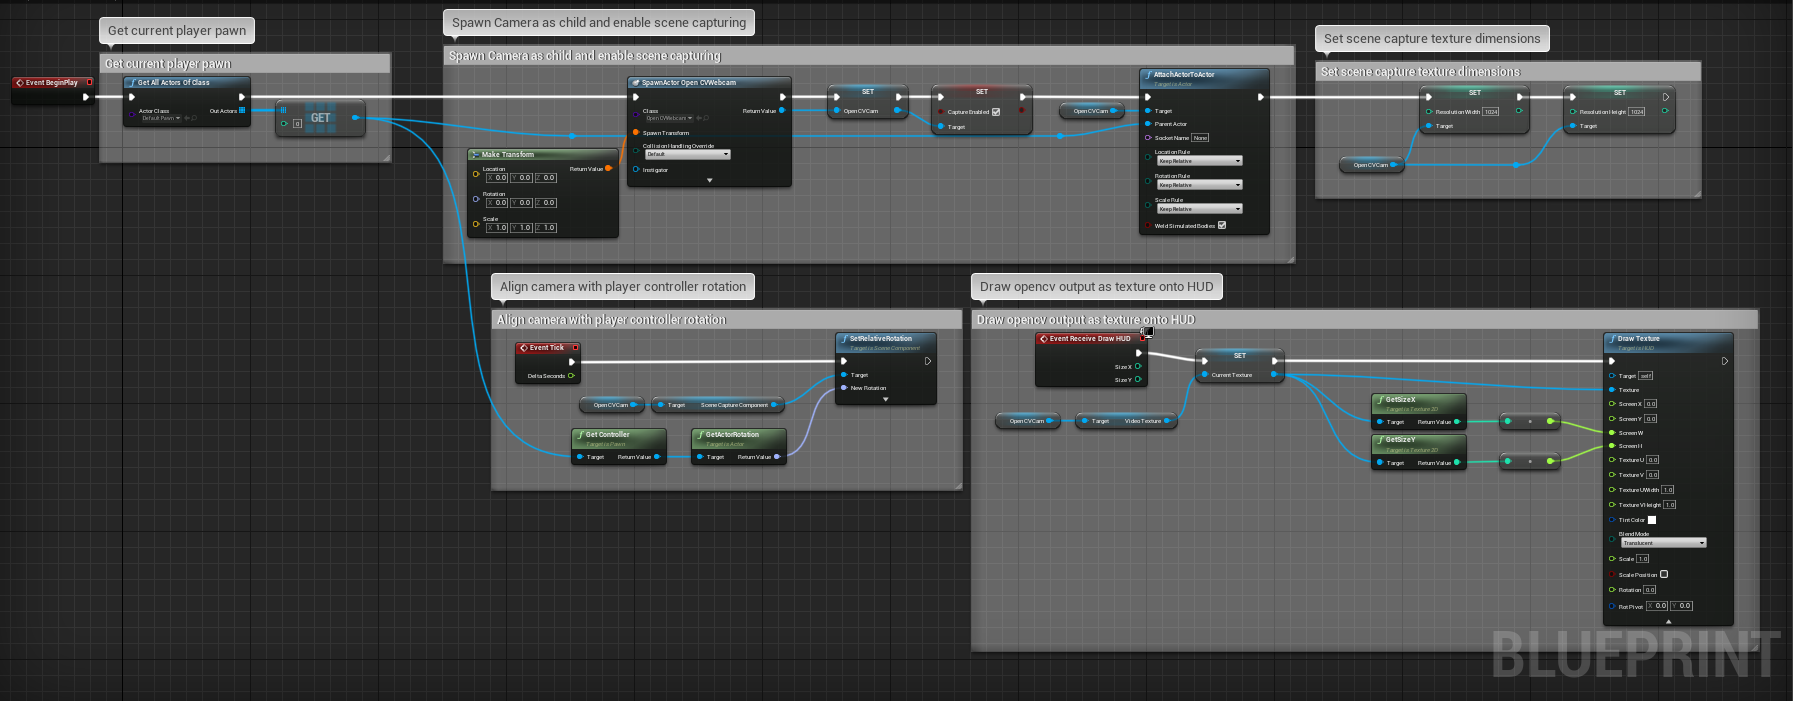 Get current player pawn
Get current player pawn
Event BeginPlay
Get All Actors Of Class
Actor Class
Default Pawn
Out Actors
0
GET
Spawn Camera as child and enable scene capturing
Spawn Camera as child and enable scene capturing
Make Transform
Location
X 0.0 Y 0.0 Z 0.0
Return Value
Rotation
X 0.0 Y 0.0 Z 0.0
Scale
X 1.0 Y 1.0 Z 1.0
SpawnActor Open CVWebcam
Class
Open CVWebcam
Return Value
Spawn Transform
Collision Handling Override
Default
Instigator
SET
Open CVCam
SET
Capture Enabled
Target
Open CVCam
AttachActorToActor
Target is Actor
Target
Parent Actor
Socket Name None
Location Rule
Keep Relative
Rotation Rule
Keep Relative
Scale Rule
Keep Relative
Weld Simulated Bodies
Set scene capture texture dimensions
Set scene capture texture dimensions
SET
Resolution Width 1024
Target
SET
Resolution Height 1024
Target
Open CVCam
Align camera with player controller rotation
Align camera with player controller rotation
Event Tick
Delta Seconds
Open CVCam
Target Scene Capture Component
Get Controller
Target is Pawn
Target Return Value
GetActorRotation
Target is Actor
Target Return Value
SetRelativeRotation
Target is Scene Component
Target
New Rotation
Draw opencv output as texture onto HUD
Draw opencv output as texture onto HUD
Event Receive Draw HUD
Size X
Size Y
Open CVCam
Target Video Texture
SET
Current Texture
GetSizeX
Target is Texture 2D
Target Return Value
GetSizeY
Target is Texture 2D
Target Return Value
Draw Texture
Target is HUD
Target self
Texture
Screen X 0.0
Screen Y 0.0
Screen W
Screen H
Texture U 0.0
Texture V 0.0
Texture UWidth 1.0
Texture VHeight 1.0
Tint Color
Blend Mode
Translucent
Scale 1.0
Scale Position
Rotation 0.0
Rot Pivot X 0.0 Y 0.0
BLUEPRINT